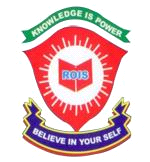 KNOWLEDGE IS POWER
ROIS
BELIEVE IN YOUR SELF